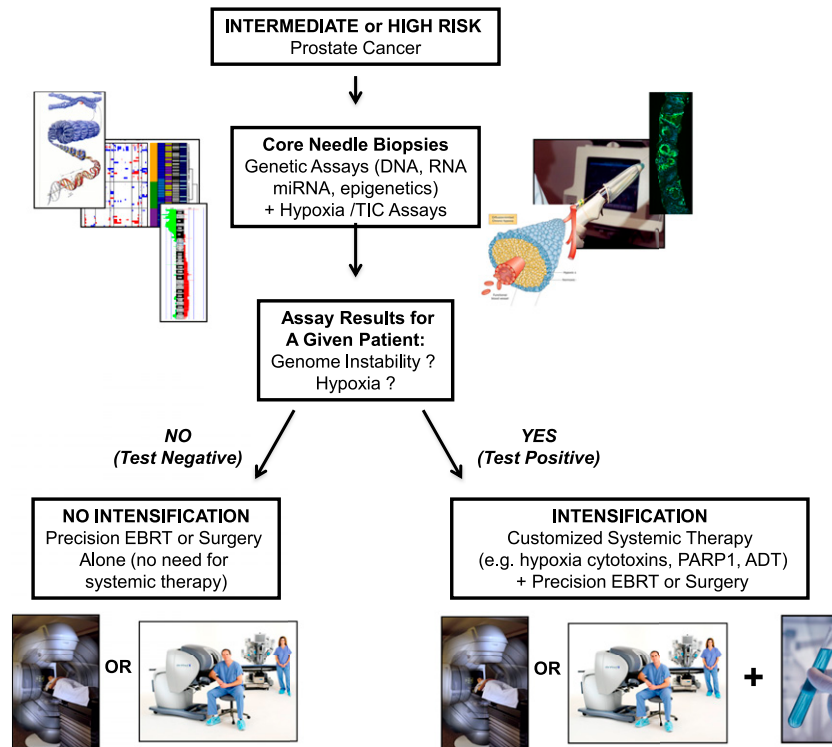 INTERMEDIATE or HIGH RISK
Prostate Cancer
Core Needle Biopsies
Genetic Assays (DNA, RNA
miRNA, epigenetics)
+ Hypoxia /TIC Assays
Assay Results for
A Given Patient:
Genome Instability ?
Hypoxia ?
NO
(Test Negative)
YES
(Test Positive)
NO INTENSIFICATION
Precision EBRT or Surgery
Alone (no need for
systemic therapy)
INTENSIFICATION
Customized Systemic Therapy
(e.g. hypoxia cytotoxins, PARP1, ADT)
+ Precision EBRT or Surgery
OR
OR
+